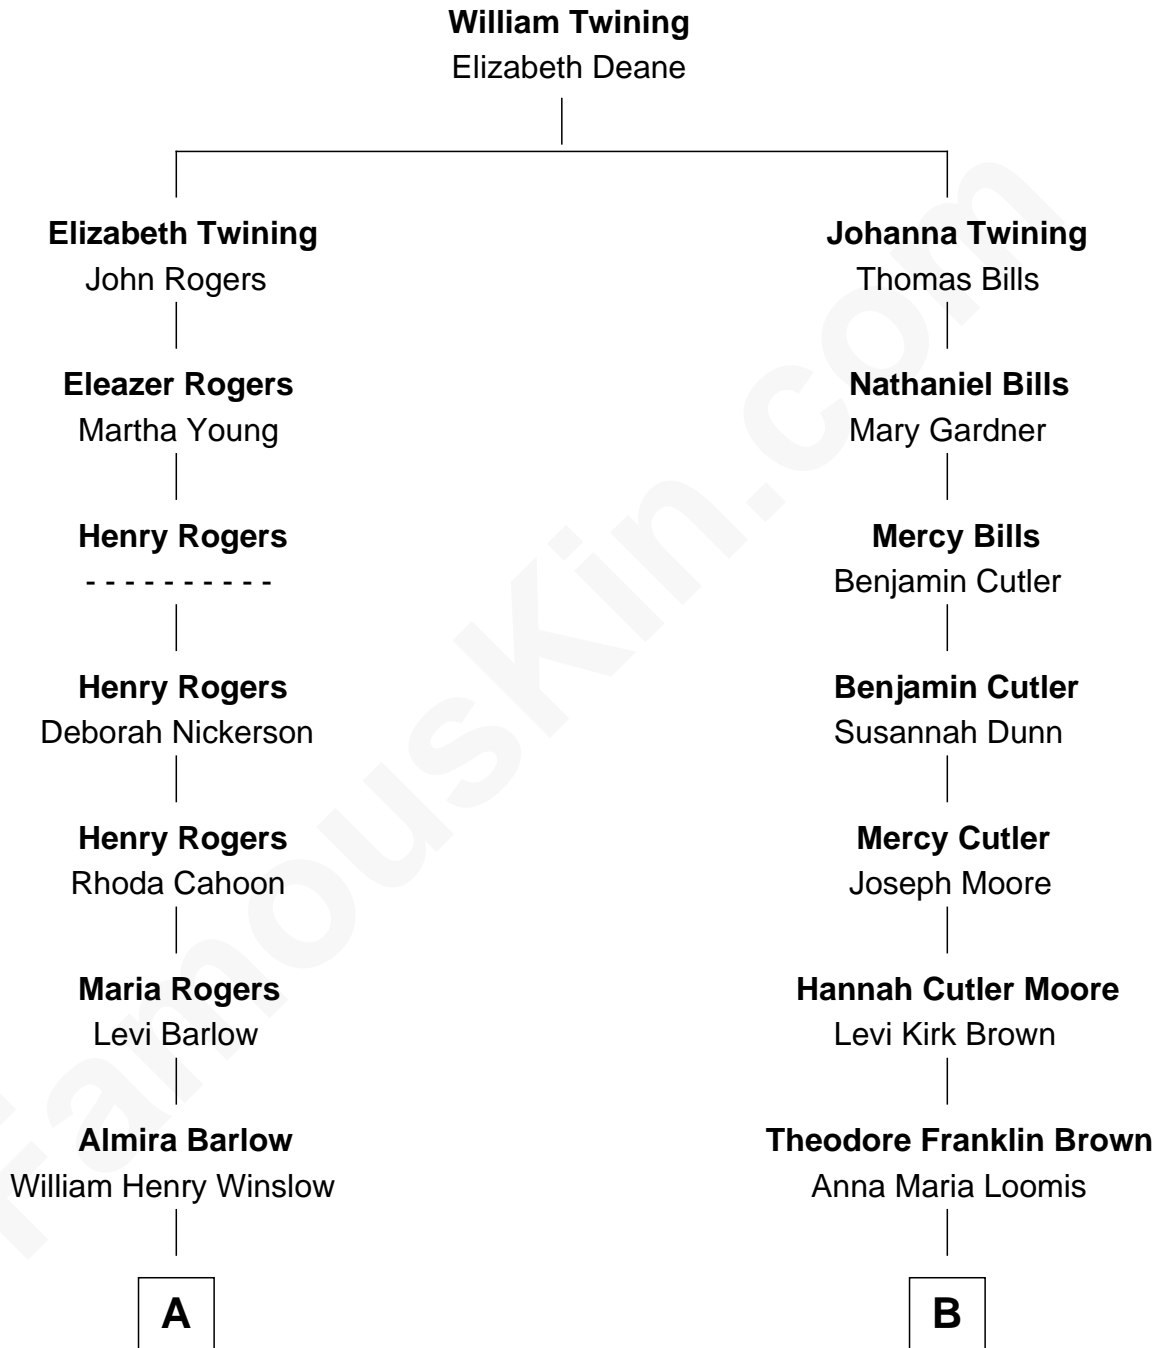 William Twining
Elizabeth Deane
Elizabeth Twining
John Rogers
Johanna Twining
Thomas Bills
Eleazer Rogers
Martha Young
Nathaniel Bills
Mary Gardner
Henry Rogers
- - - - - - - - - -
Mercy Bills
Benjamin Cutler
Henry Rogers
Deborah Nickerson
Benjamin Cutler
Susannah Dunn
Henry Rogers
Rhoda Cahoon
Mercy Cutler
Joseph Moore
Maria Rogers
Levi Barlow
Hannah Cutler Moore
Levi Kirk Brown
Almira Barlow
William Henry Winslow
Theodore Franklin Brown
Anna Maria Loomis
A
B
FamousKin.com